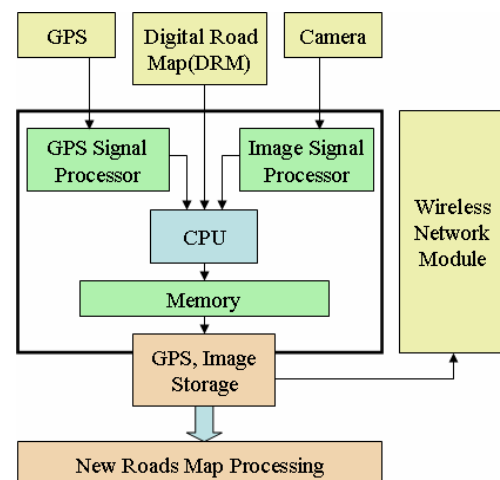 GPS
Digital Road
Map(DRM)
Camera
GPS Signal
Processor
Image Signal
Processor
Wireless
Network
Module
CPU
Memory
GPS, Image
Storage
New Roads Map Processing